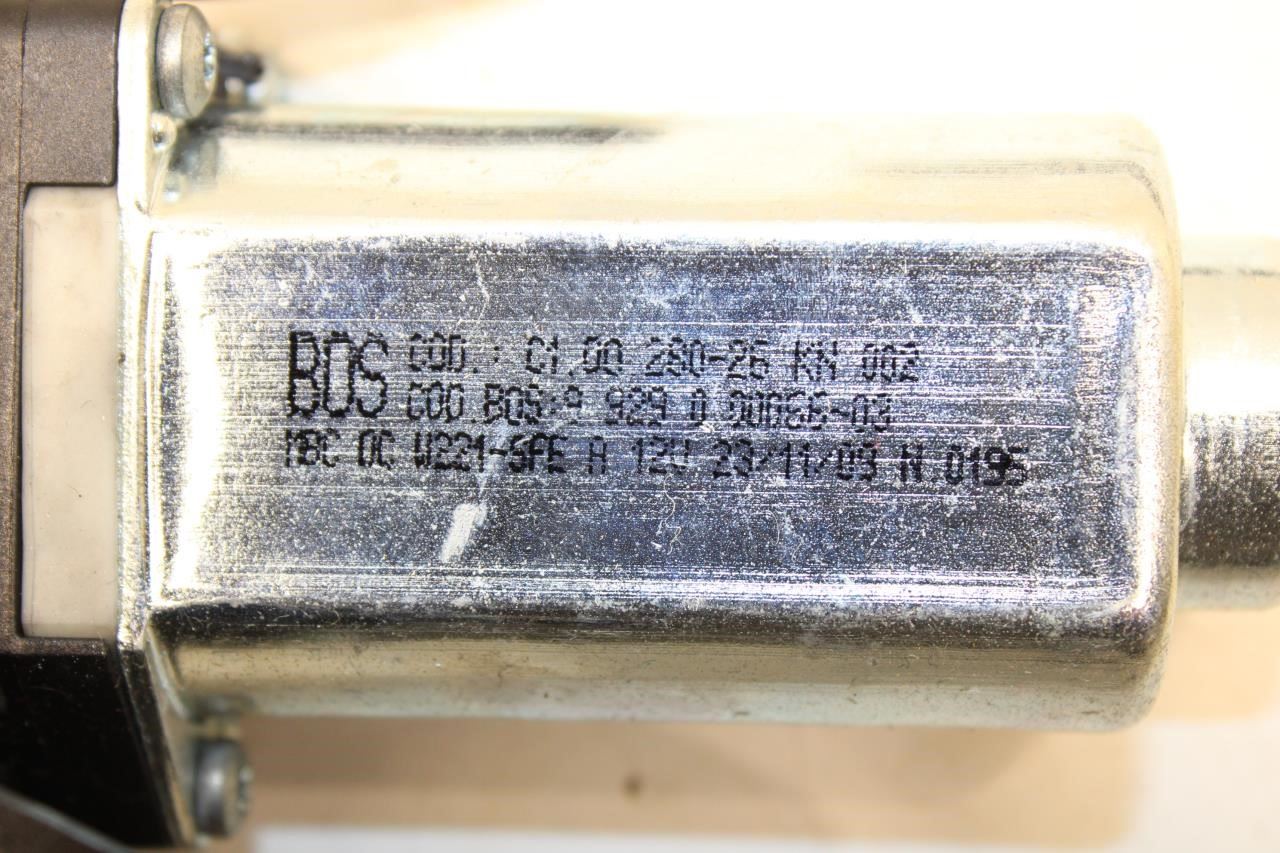 BOS COD.: C1.00 280-26 KN 002
COD.BOS:9 929 0 00066-03
MBC OC W221-SFE A 12V 23/11/09 N.0195